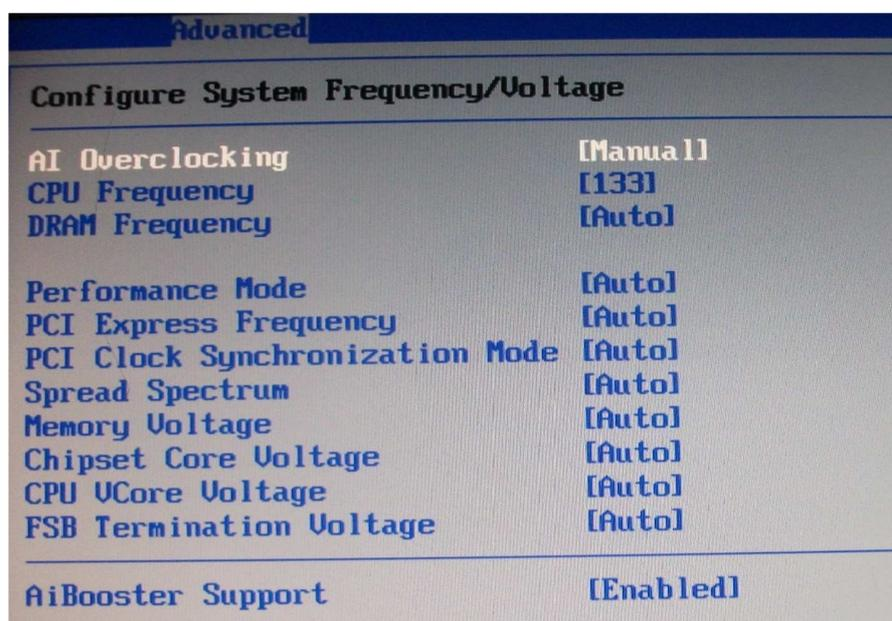 Advanced
Configure System Frequency/Voltage
AI Overclocking [Manual]
CPU Frequency [133]
DRAM Frequency [Auto]
Performance Mode [Auto]
PCI Express Frequency [Auto]
PCI Clock Synchronization Mode [Auto]
Spread Spectrum [Auto]
Memory Voltage [Auto]
Chipset Core Voltage [Auto]
CPU VCore Voltage [Auto]
FSB Termination Voltage [Auto]
AiBooster Support [Enabled]